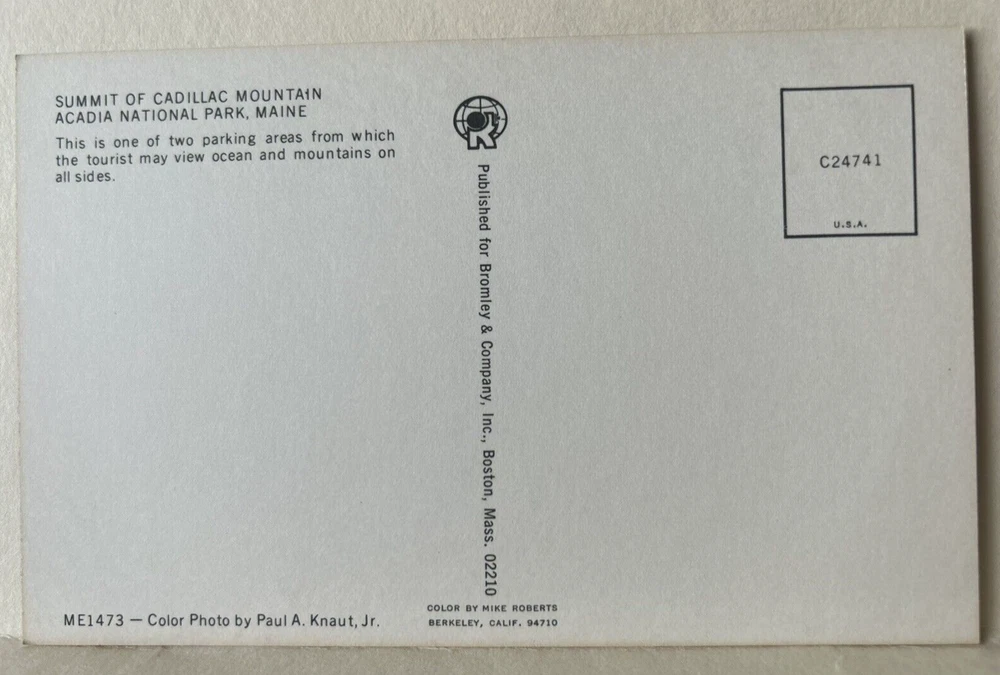 SUMMIT OF CADILLAC MOUNTAIN
ACADIA NATIONAL PARK, MAINE
This is one of two parking areas from which
the tourist may view ocean and mountains on
all sides.
ME1473 — Color Photo by Paul A. Knaut, Jr.
Published for Bromley & Company, Inc., Boston, Mass. 02210
COLOR BY MIKE ROBERTS
BERKELEY, CALIF. 94710
C24741
U.S.A.